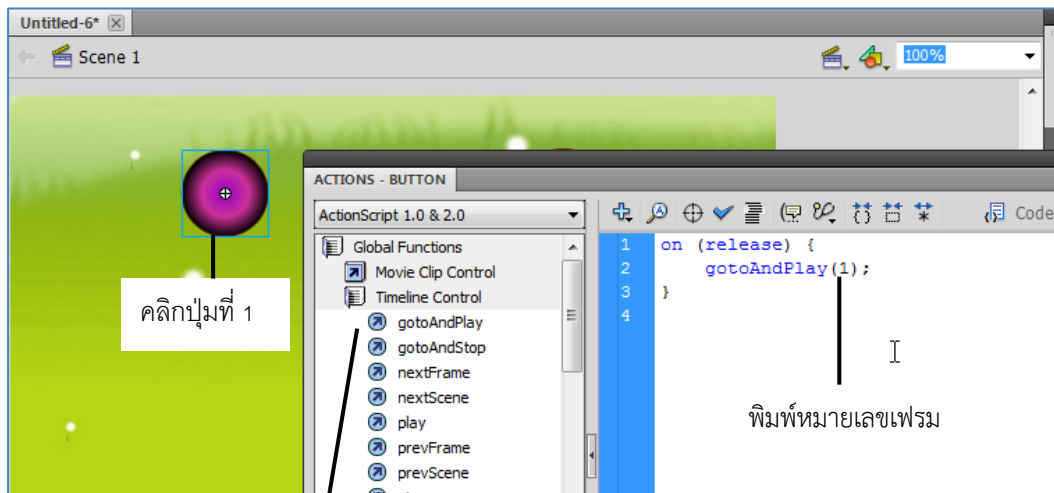 Untitled-6*
Scene 1
100%
ACTIONS - BUTTON
ActionScript 1.0 & 2.0
Code
Global Functions
Movie Clip Control
Timeline Control
gotoAndPlay
gotoAndStop
nextFrame
nextScene
play
prevFrame
prevScene
1 on (release) {
2 gotoAndPlay(1);
3 }
4
คลิกปุ่มที่ 1
พิมพ์หมายเลขเฟรม